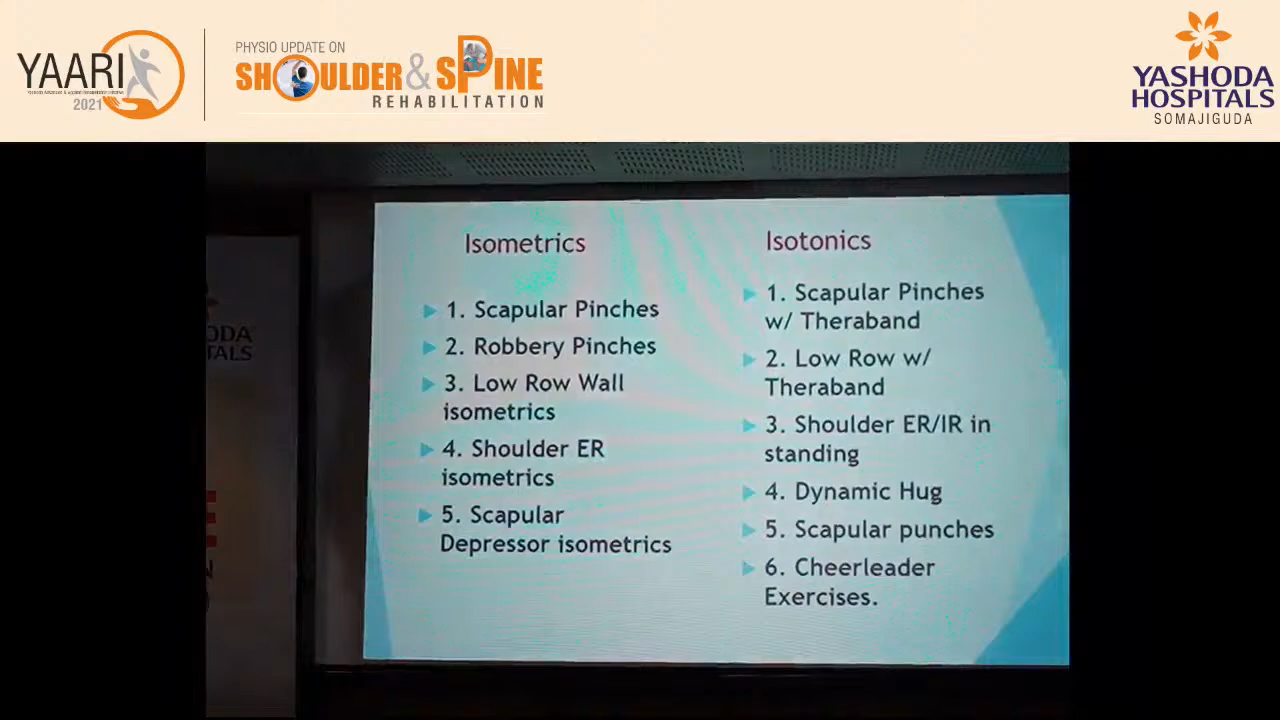 YAARI
2021
PHYSIO UPDATE ON
SHOULDER & SPINE
REHABILITATION
YASHODA
HOSPITALS
SOMAJIGUDA
ODA
TALS
E
N
Isometrics
1. Scapular Pinches
2. Robbery Pinches
3. Low Row Wall
isometrics
4. Shoulder ER
isometrics
5. Scapular
Depressor isometrics
Isotonics
1. Scapular Pinches
w/ Theraband
2. Low Row w/
Theraband
3. Shoulder ER/IR in
standing
4. Dynamic Hug
5. Scapular punches
6. Cheerleader
Exercises.